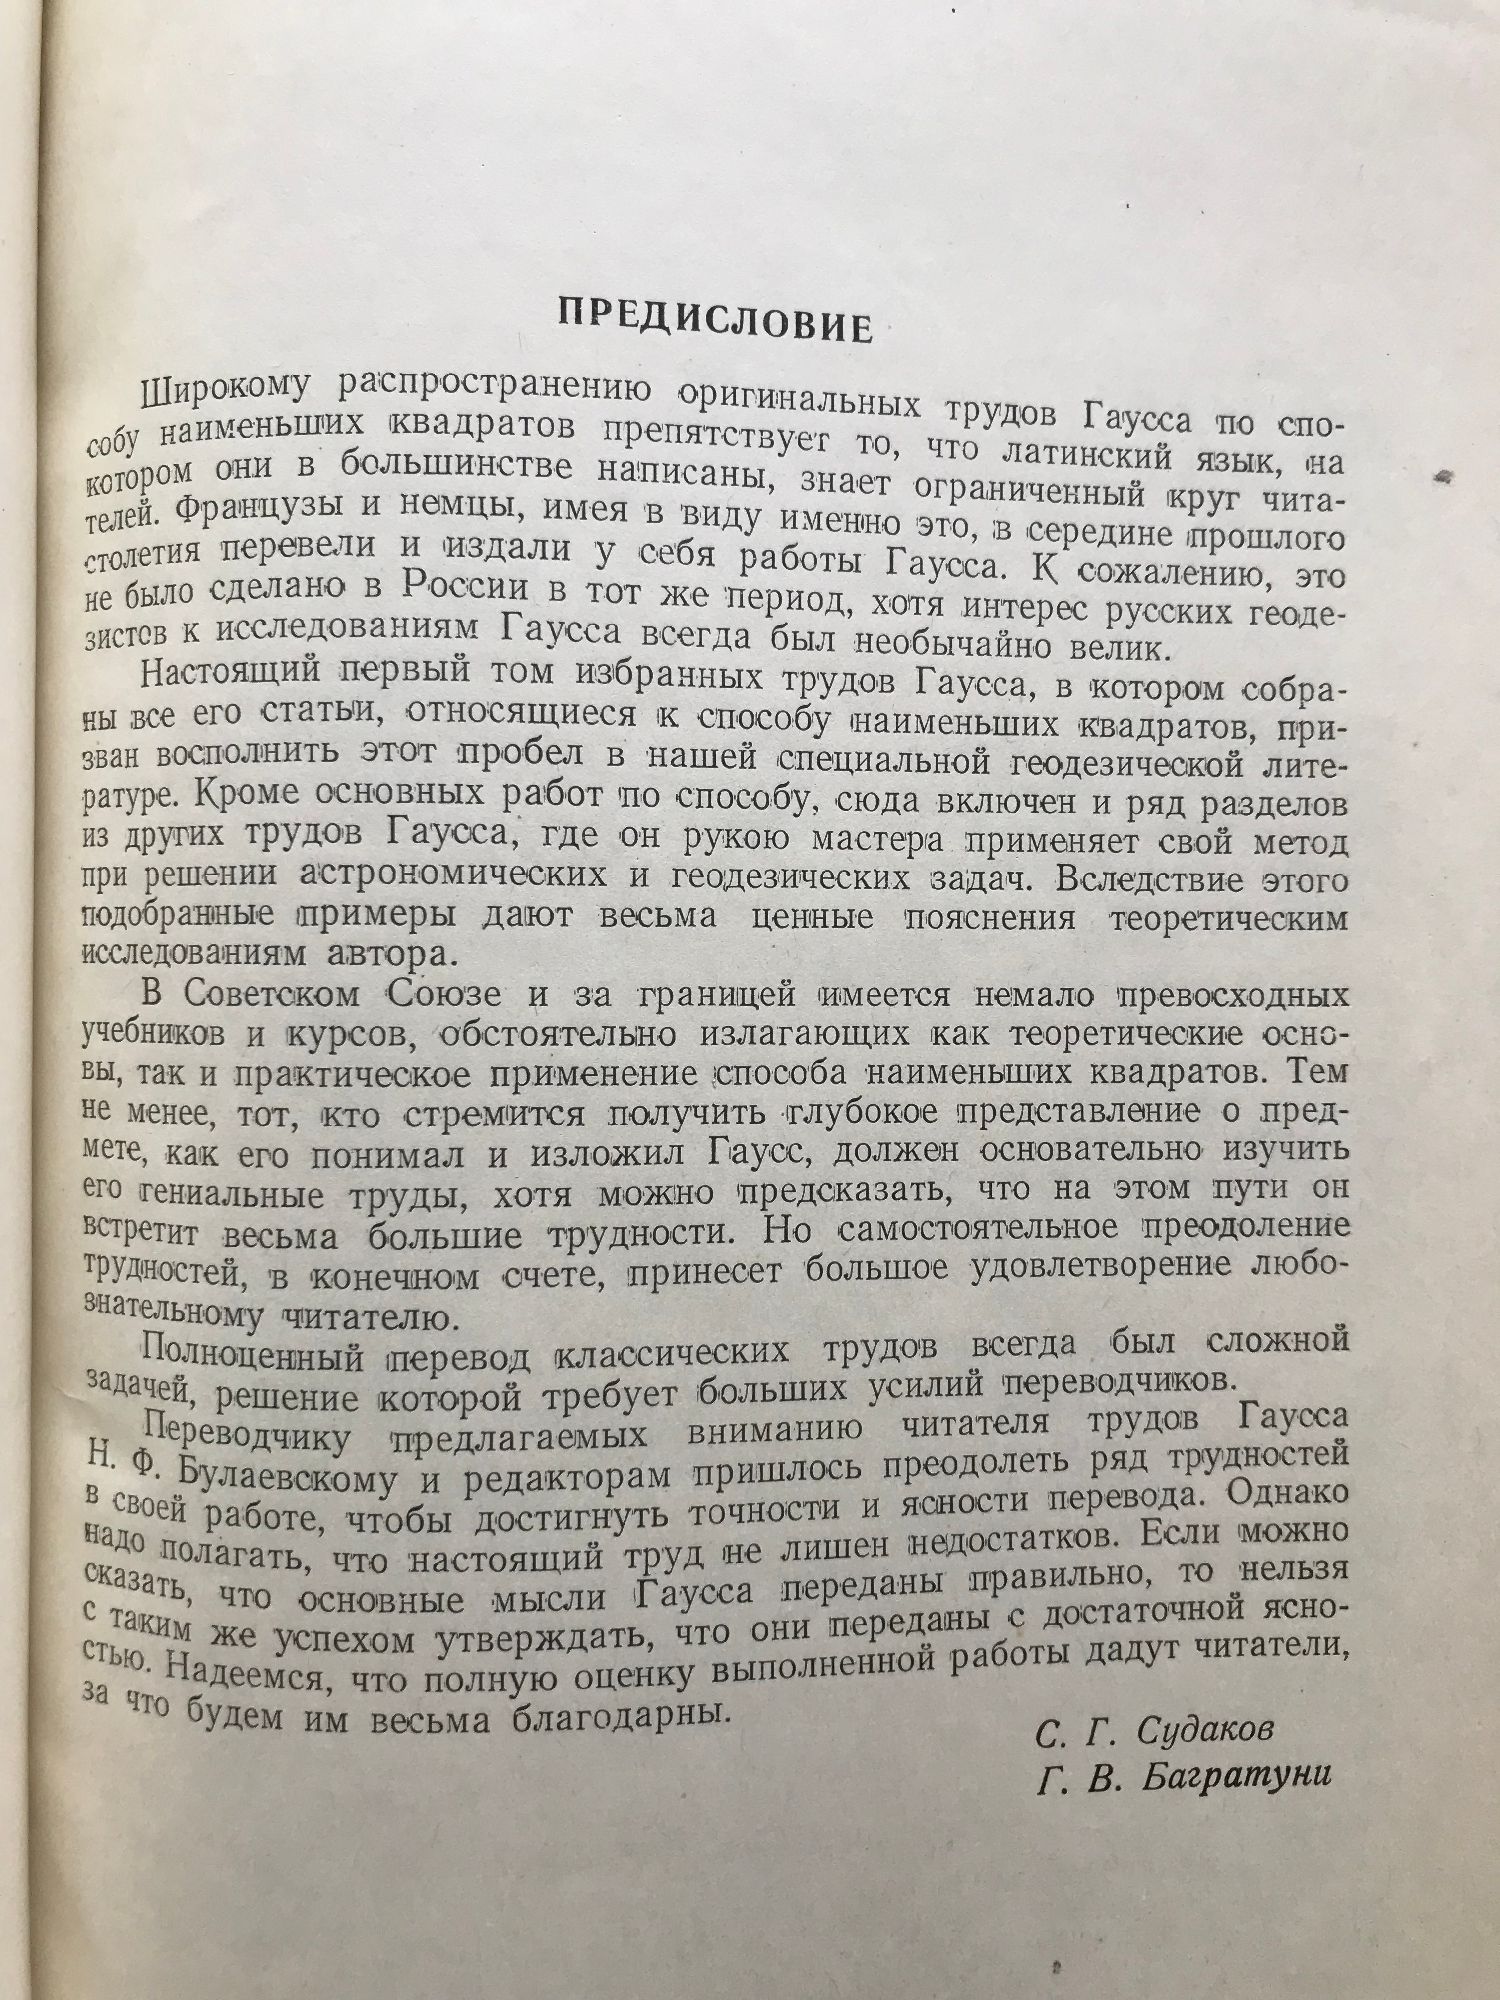 ПРЕДИСЛОВИЕ
Широкому распространению оригинальных трудов Гаусса по спо-
собу наименьших квадратов препятствует то, что латинский язык, на
котором они в большинстве написаны, знает ограниченный круг чита-
телей. Французы и немцы, имея в виду именно это, в середине прошлого
столетия перевели и издали у себя работы Гаусса. К сожалению, это
не было сделано в России в тот же период, хотя интерес русских геоде-
зистов к исследованиям Гаусса всегда был необычайно велик.
Настоящий первый том избранных трудов Гаусса, в котором собра-
ны все его статьи, относящиеся к способу наименьших квадратов, при-
зван восполнить этот пробел в нашей специальной геодезической лите-
ратуре. Кроме основных работ по способу, сюда включен и ряд разделов
из других трудов Гаусса, где он рукою мастера применяет свой метод
при решении астрономических и геодезических задач. Вследствие этого
подобранные примеры дают весьма ценные пояснения теоретическим
исследованиям автора.
В Советском Союзе и за границей имеется немало превосходных
учебников и курсов, обстоятельно излагающих как теоретические осно-
вы, так и практическое применение способа наименьших квадратов. Тем
не менее, тот, кто стремится получить глубокое представление о пред-
мете, как его понимал и изложил Гаусс, должен основательно изучить
его гениальные труды, хотя можно предсказать, что на этом пути он
встретит весьма большие трудности. Но самостоятельное преодоление
трудностей, в конечном счете, принесет большое удовлетворение любо-
знательному читателю.
Полноценный перевод классических трудов всегда был сложной
задачей, решение которой требует больших усилий переводчиков.
Переводчику предлагаемых вниманию читателя трудов Гаусса
Н. Ф. Булаевскому и редакторам пришлось преодолеть ряд трудностей
в своей работе, чтобы достигнуть точности и ясности перевода. Однако
надо полагать, что настоящий труд не лишен недостатков. Если можно
сказать, что основные мысли Гаусса переданы правильно, то нельзя
с таким же успехом утверждать, что они переданы с достаточной ясно-
стью. Надеемся, что полную оценку выполненной работы дадут читатели,
за что будем им весьма благодарны.
С. Г. Судаков
Г. В. Багратуни